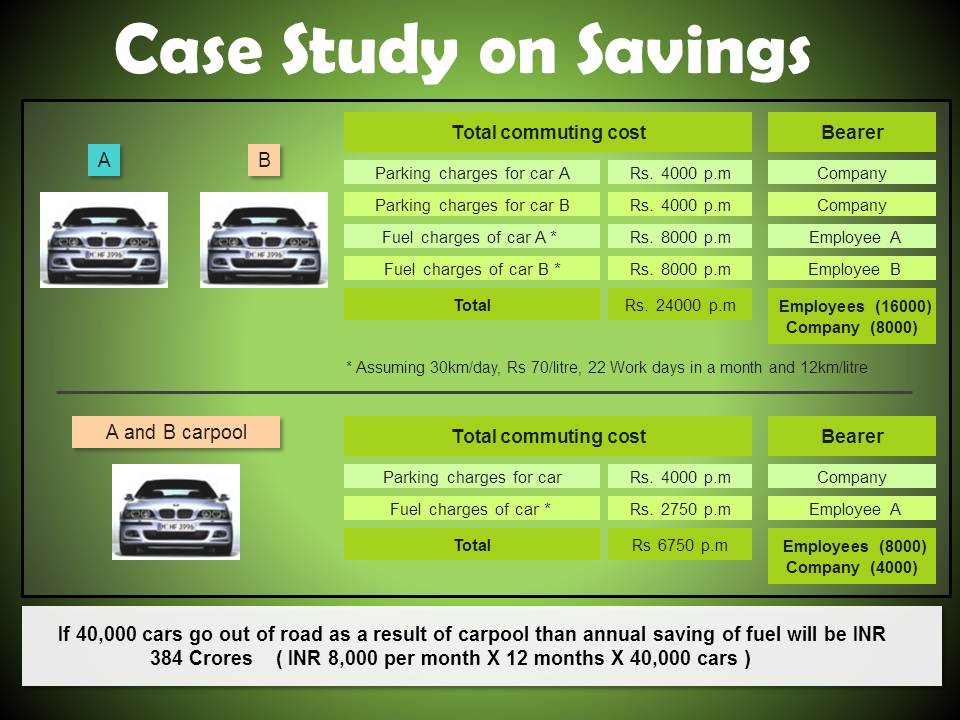 Case Study on Savings
A
B
Total commuting cost Bearer
Parking charges for car A Rs. 4000 p.m Company
Parking charges for car B Rs. 4000 p.m Company
Fuel charges of car A * Rs. 8000 p.m Employee A
Fuel charges of car B * Rs. 8000 p.m Employee B
Total Rs. 24000 p.m Employees (16000)
Company (8000)
* Assuming 30km/day, Rs 70/litre, 22 Work days in a month and 12km/litre
A and B carpool
Total commuting cost Bearer
Parking charges for car Rs. 4000 p.m Company
Fuel charges of car * Rs. 2750 p.m Employee A
Total Rs 6750 p.m Employees (8000)
Company (4000)
If 40,000 cars go out of road as a result of carpool than annual saving of fuel will be INR
384 Crores ( INR 8,000 per month X 12 months X 40,000 cars )